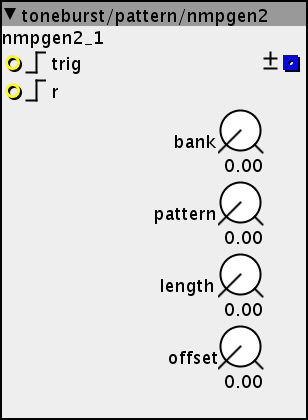 ▼ toneburst/pattern/nmpgen2
nmpgen2_1
trig ±
r
bank
0.00
pattern
0.00
length
0.00
offset
0.00